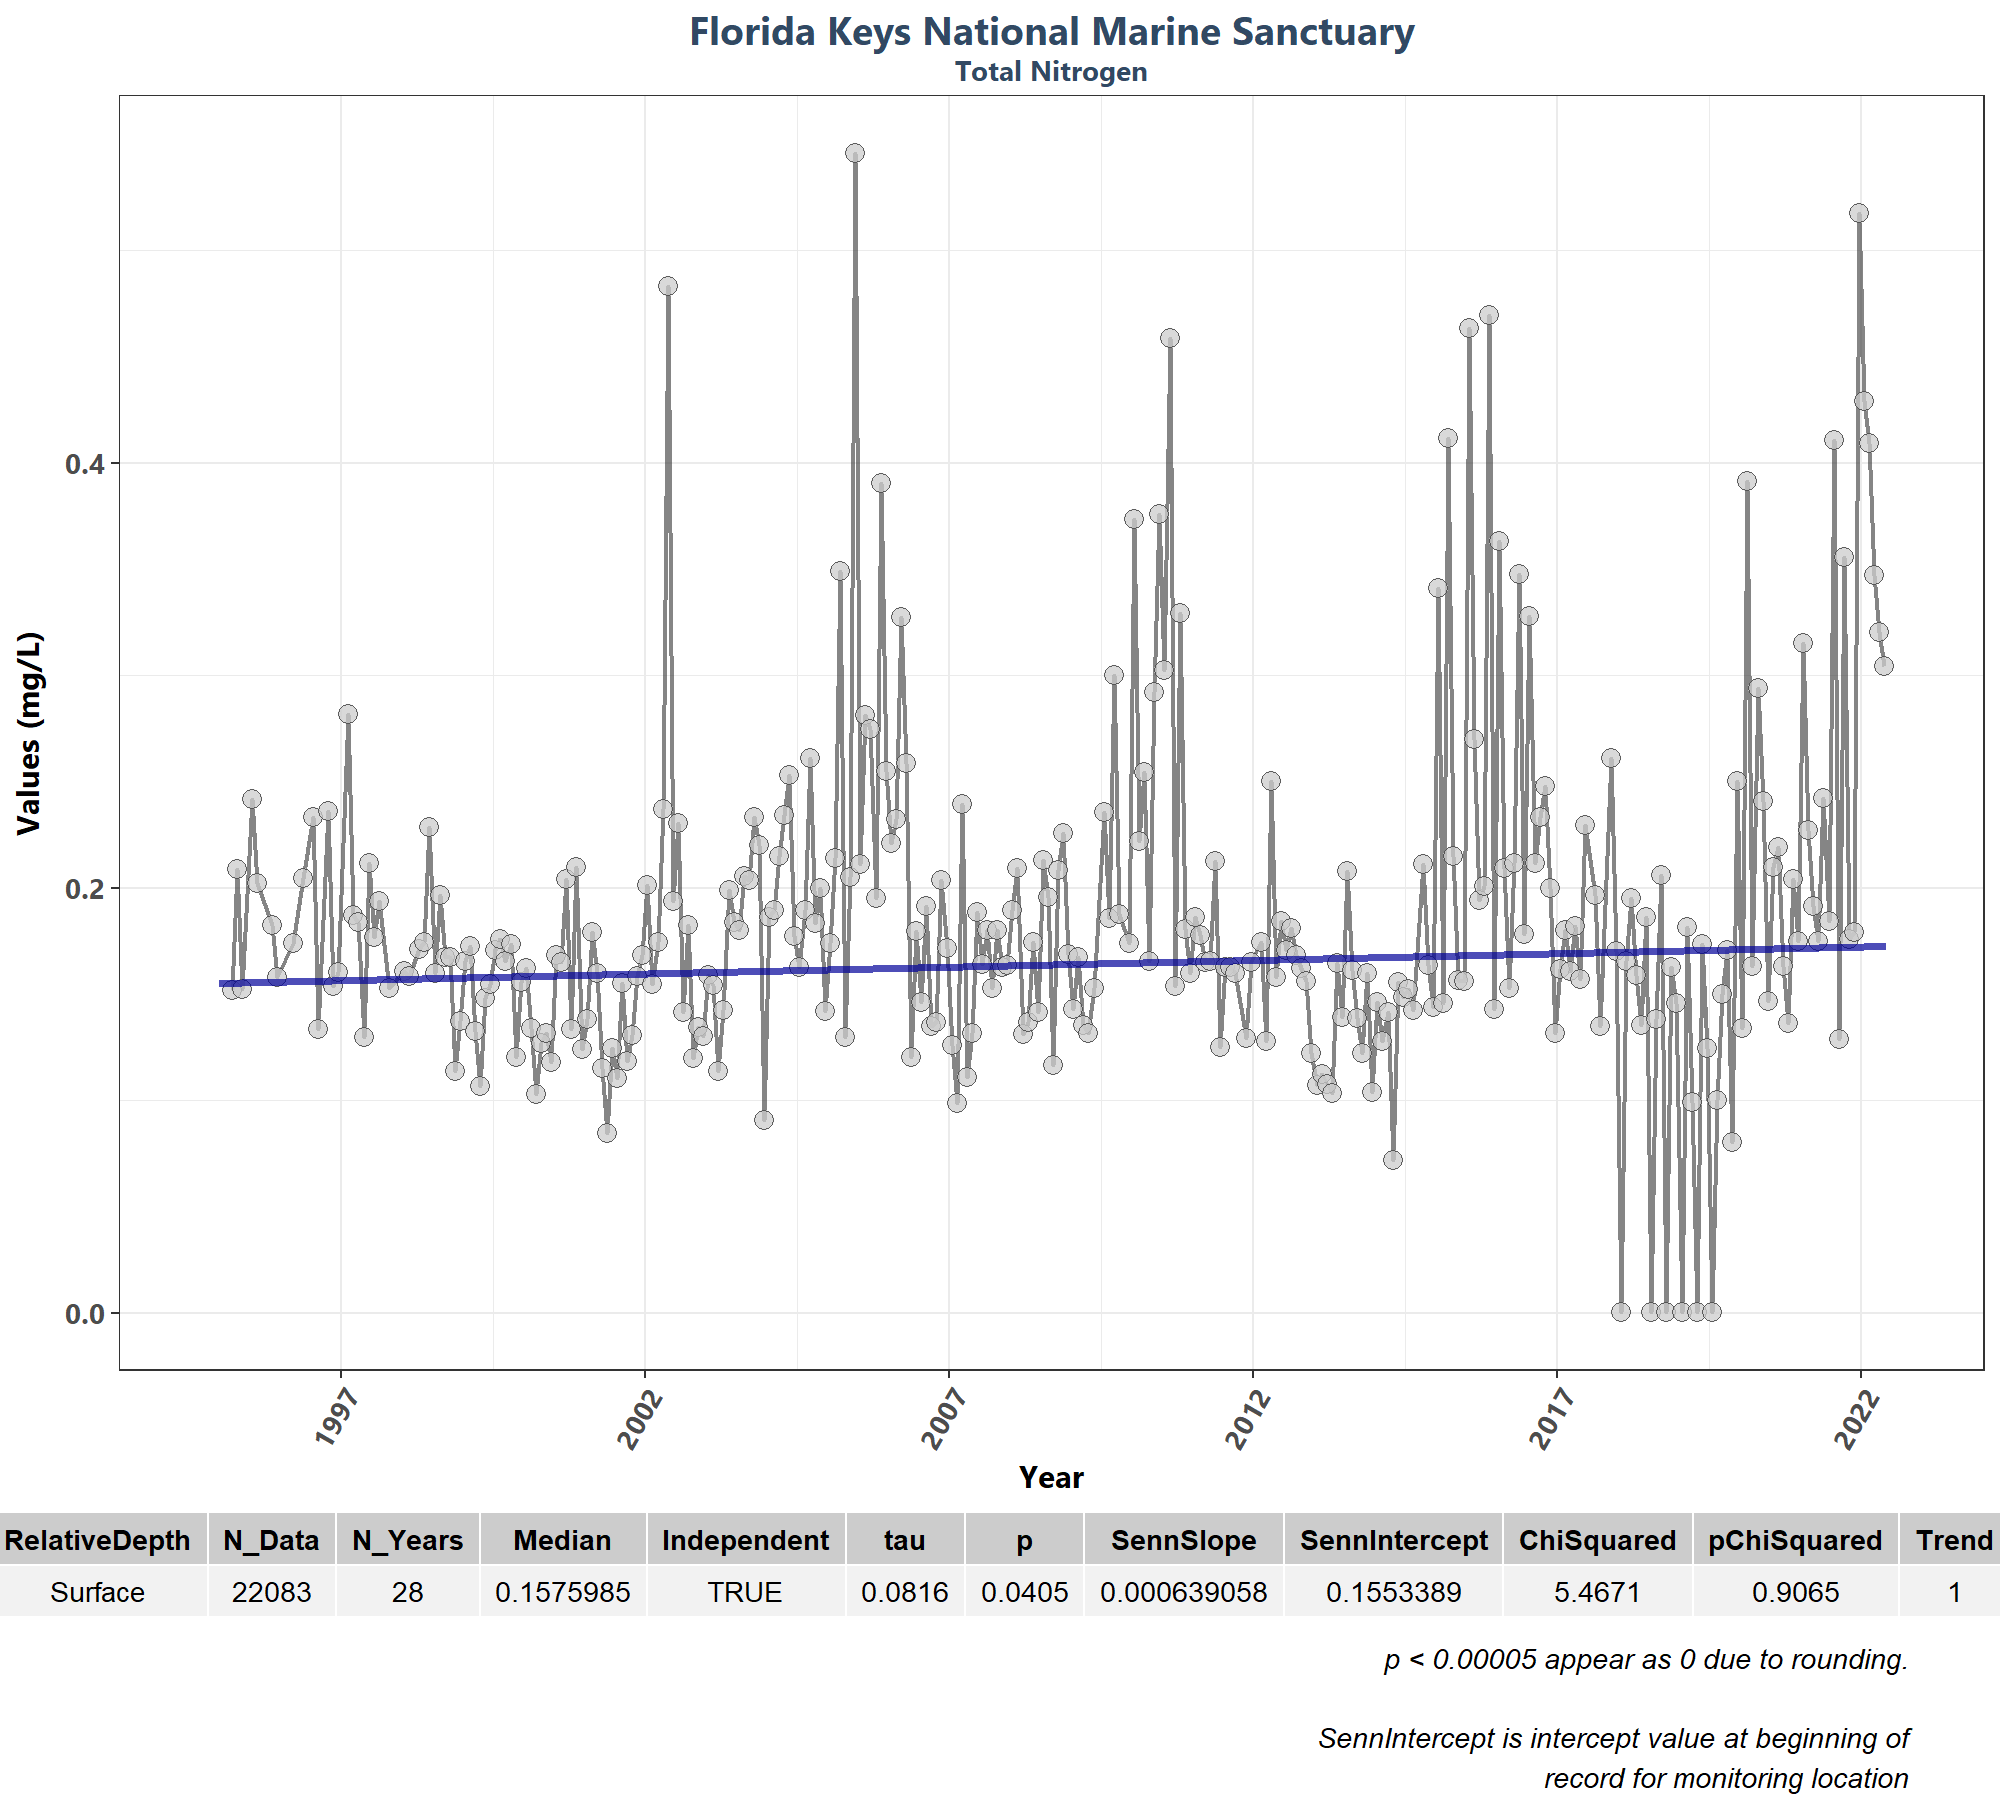 Florida Keys National Marine Sanctuary
Total Nitrogen
Values (mg/L)
0.4
0.2
0.0
1997 2002 2007 2012 2017 2022
Year
RelativeDepth N_Data N_Years Median Independent tau p SennSlope SennIntercept ChiSquared pChiSquared Trend
Surface 22083 28 0.1575985 TRUE 0.0816 0.0405 0.000639058 0.1553389 5.4671 0.9065 1
p < 0.00005 appear as 0 due to rounding.
SennIntercept is intercept value at beginning of
record for monitoring location